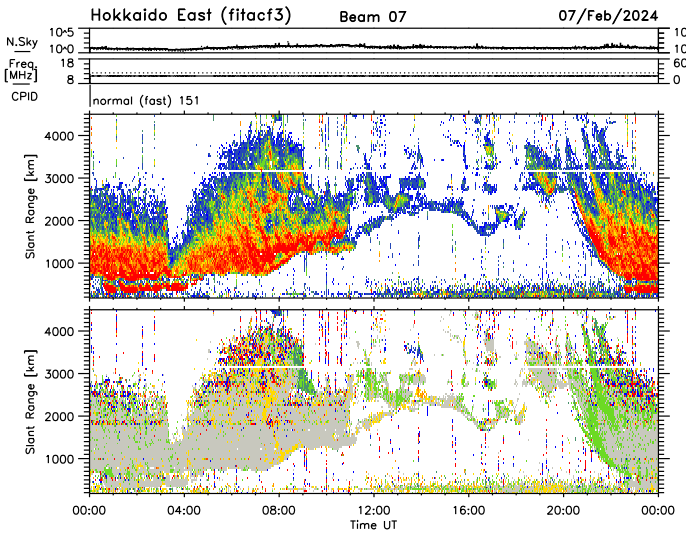 Hokkaido East (fitacf3) Beam 07 07/Feb/2024
N.Sky 10^5 10^0 10 10
Freq. [MHz] 18 8 60 0
CPID normal (fast) 151
Slant Range [km] 4000 3000 2000 1000
Slant Range [km] 4000 3000 2000 1000
00:00 04:00 08:00 12:00 16:00 20:00 00:00
Time UT